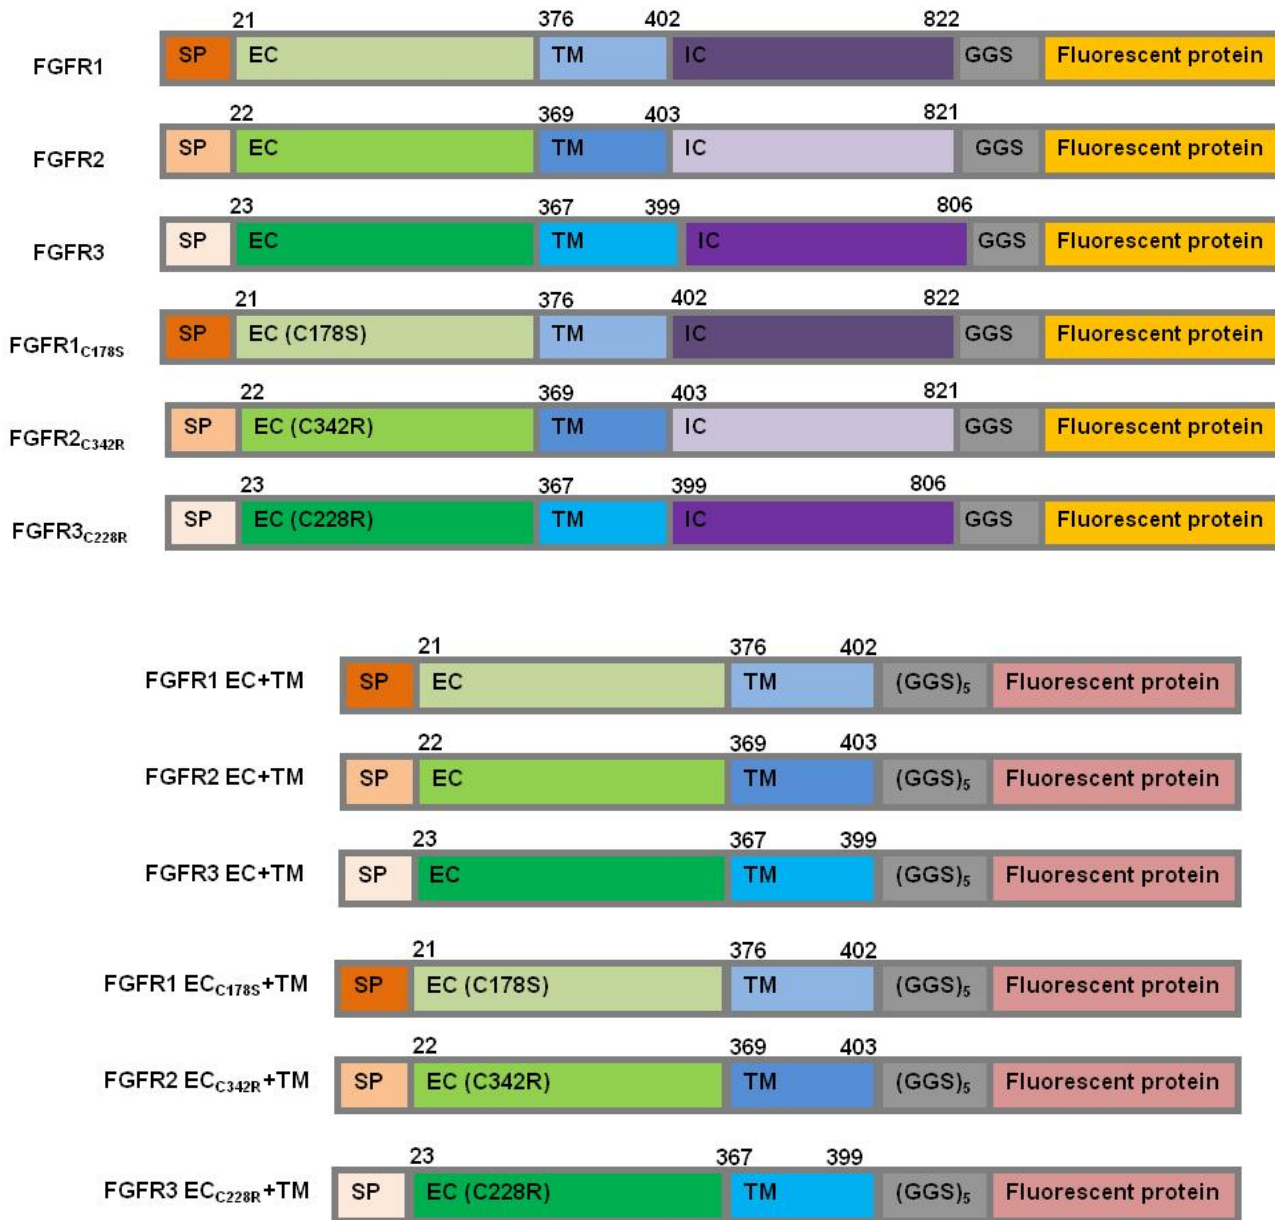 21 376 402 822
FGFR1 SP EC TM IC GGS Fluorescent protein
22 369 403 821
FGFR2 SP EC TM IC GGS Fluorescent protein
23 367 399 806
FGFR3 SP EC TM IC GGS Fluorescent protein
21 376 402 822
FGFR1C178S SP EC (C178S) TM IC GGS Fluorescent protein
22 369 403 821
FGFR2C342R SP EC (C342R) TM IC GGS Fluorescent protein
23 367 399 806
FGFR3C228R SP EC (C228R) TM IC GGS Fluorescent protein
21 376 402
FGFR1 EC+TM SP EC TM (GGS)5 Fluorescent protein
22 369 403
FGFR2 EC+TM SP EC TM (GGS)5 Fluorescent protein
23 367 399
FGFR3 EC+TM SP EC TM (GGS)5 Fluorescent protein
21 376 402
FGFR1 ECC178S+TM SP EC (C178S) TM (GGS)5 Fluorescent protein
22 369 403
FGFR2 ECC342R+TM SP EC (C342R) TM (GGS)5 Fluorescent protein
23 367 399
FGFR3 ECC228R+TM SP EC (C228R) TM (GGS)5 Fluorescent protein